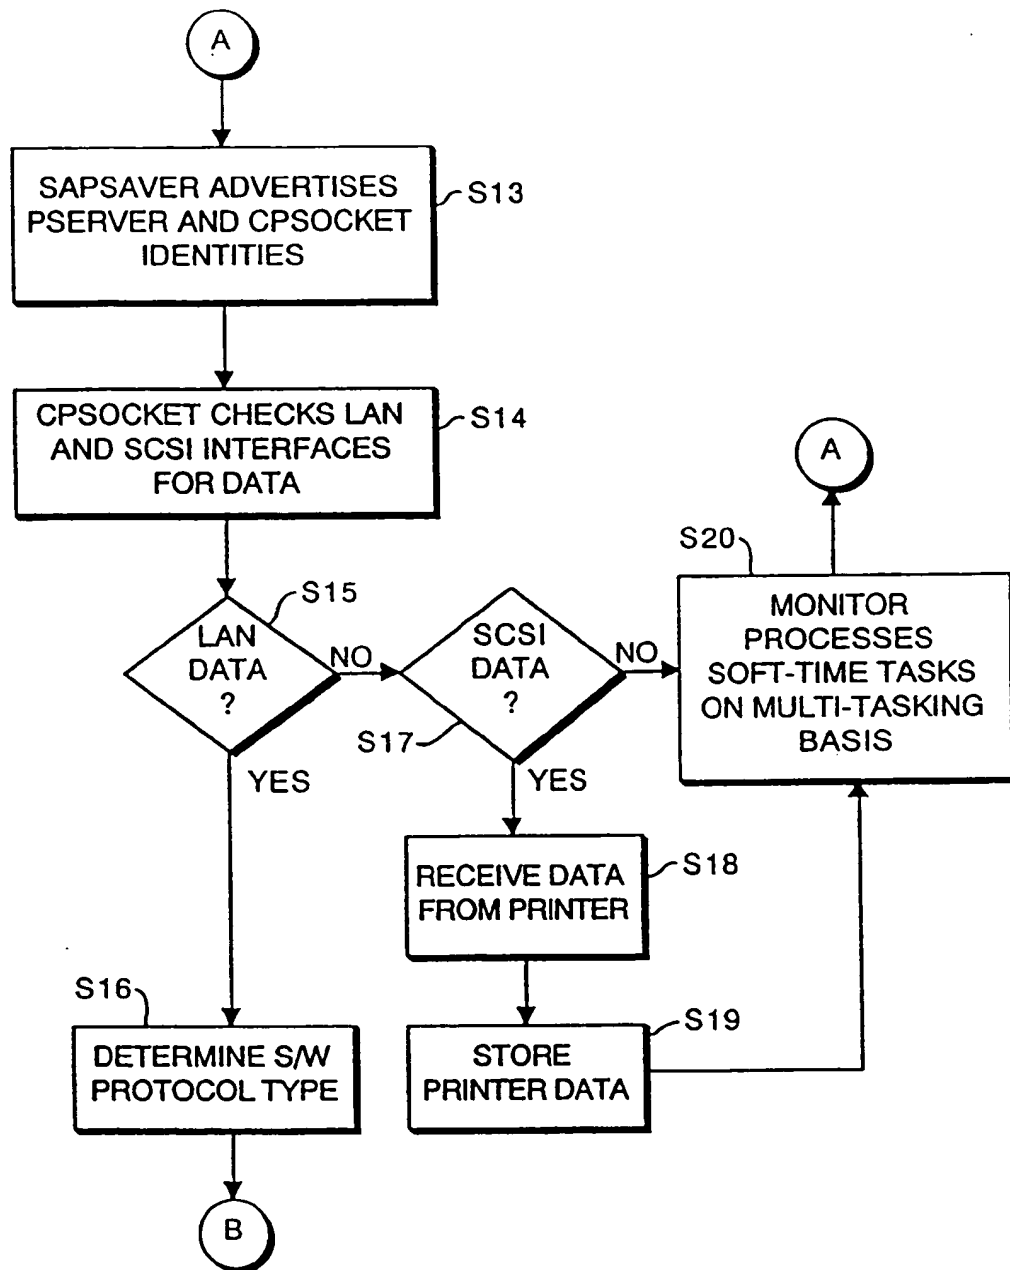 A
SAPSAVER ADVERTISES
PSERVER AND CPSOCKET
IDENTITIES
S13
CPSOCKET CHECKS LAN
AND SCSI INTERFACES
FOR DATA
S14
LAN
DATA
?
S15
NO
YES
SCSI
DATA
?
S17
NO
YES
A
S20
MONITOR
PROCESSES
SOFT-TIME TASKS
ON MULTI-TASKING
BASIS
RECEIVE DATA
FROM PRINTER
S18
S16
DETERMINE S/W
PROTOCOL TYPE
STORE
PRINTER DATA
S19
B